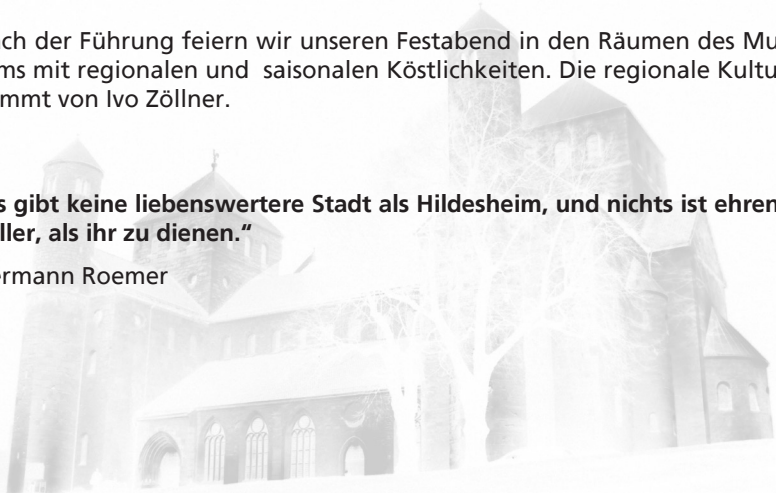 ch der Führung feiern wir unseren Festabend in den Räumen des Mu
ms mit regionalen und saisonalen Köstlichkeiten. Die regionale Kultu
mmt von Ivo Zöllner.
s gibt keine liebenswertere Stadt als Hildesheim, und nichts ist ehren
ller, als ihr zu dienen.“
ermann Roemer